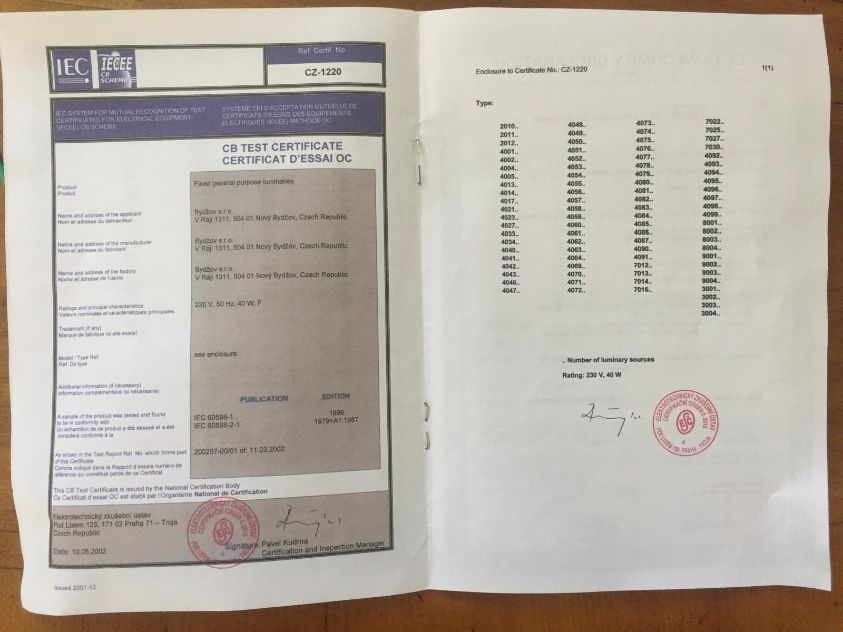 IEC
IECEE
CB
SCHEME
Ref. Certif. No
CZ-1220
IEC SYSTEM FOR MUTUAL RECOGNITION OF TEST
CERTIFICATES FOR ELECTRICAL EQUIPMENT
(IECEE) CB SCHEME
SYSTEME CEI D'ACCEPTATION MUTUELLE DE
CERTIFICATS D'ESSAIS DES EQUIPEMENTS
ELECTRIQUES (IECEE) METHODE OC
CB TEST CERTIFICATE
CERTIFICAT D'ESSAI OC
Product
Produit
Fixed general purpose luminaires
Name and address of the applicant
Nom et adresse du demandeur
Bydžov s.r.o.
V Ráji 1311, 504 01 Nový Bydžov, Czech Republic
Name and address of the manufacturer
Nom et adresse du fabricant
Bydžov s.r.o.
V Ráji 1311, 504 01 Nový Bydžov, Czech Republic
Name and address of the factory
Nom et adresse de l'usine
Bydžov s.r.o.
V Ráji 1311, 504 01 Nový Bydžov, Czech Republic
Ratings and principal characteristics
Valeurs nominales et caractéristiques principales
230 V, 50 Hz, 40 W, F
Trademark (if any)
Marque de fabrique (si elle existe)
Model / Type Ref.
Ref. De type
see enclosure
Additional information (if necessary)
Information complementaire (si nécessaire)
PUBLICATION EDITION
A sample of the product was tested and found
to be in conformity with
Un échantillon de ce produit a été essayé et a été
considéré conforme à la
IEC 60598-1 1999
IEC 60598-2-1 1979+A1:1987
As shown in the Test Report Ref. No. which forms part
of this Certificate
Comme indiqué dans le Rapport d'essais numéro de
référence qui constitue partie de ce Certificat.
200257-00/01 of: 11.03.2002
This CB Test Certificate is issued by the National Certification Body
Ce Certificat d'essai OC est établi par l'Organisme National de Certification
Elektrotechnický zkušební ústav
Pod Lisem 129, 171 02 Praha 71 – Troja
Czech Republic
Date: 10.05.2002
Signature: Pavel Kudrna
Certification and Inspection Manager
Issued 2001-12
Enclosure to Certificate No.: CZ-1220 1(1)
Type:
2010.. 4048.. 4073.. 7022..
2011.. 4049.. 4074.. 7025..
2012.. 4050.. 4075.. 7027..
4001.. 4051.. 4076.. 7030..
4002.. 4052.. 4077.. 4092..
4004.. 4053.. 4078.. 4093..
4005.. 4054.. 4079.. 4094..
4013.. 4055.. 4080.. 4095..
4014.. 4056.. 4081.. 4096..
4017.. 4057.. 4082.. 4097..
4021.. 4058.. 4083.. 4098..
4023.. 4059.. 4084.. 4099..
4027.. 4060.. 4085.. 8001..
4033.. 4061.. 4086.. 8002..
4034.. 4062.. 4087.. 8003..
4040.. 4063.. 4090.. 8004..
4041.. 4064.. 4091.. 9001..
4042.. 4069.. 7012.. 9002..
4043.. 4070.. 7013.. 9003..
4046.. 4071.. 7014.. 9004..
4047.. 4072.. 7016.. 3001..
3002..
3003..
3004..
.. Number of luminary sources
Rating: 230 V, 40 W
ELEKTROTECHNICKÝ ZKUŠEBNÍ ÚSTAV
POD LISEM 129, PRAHA - TROJA
4